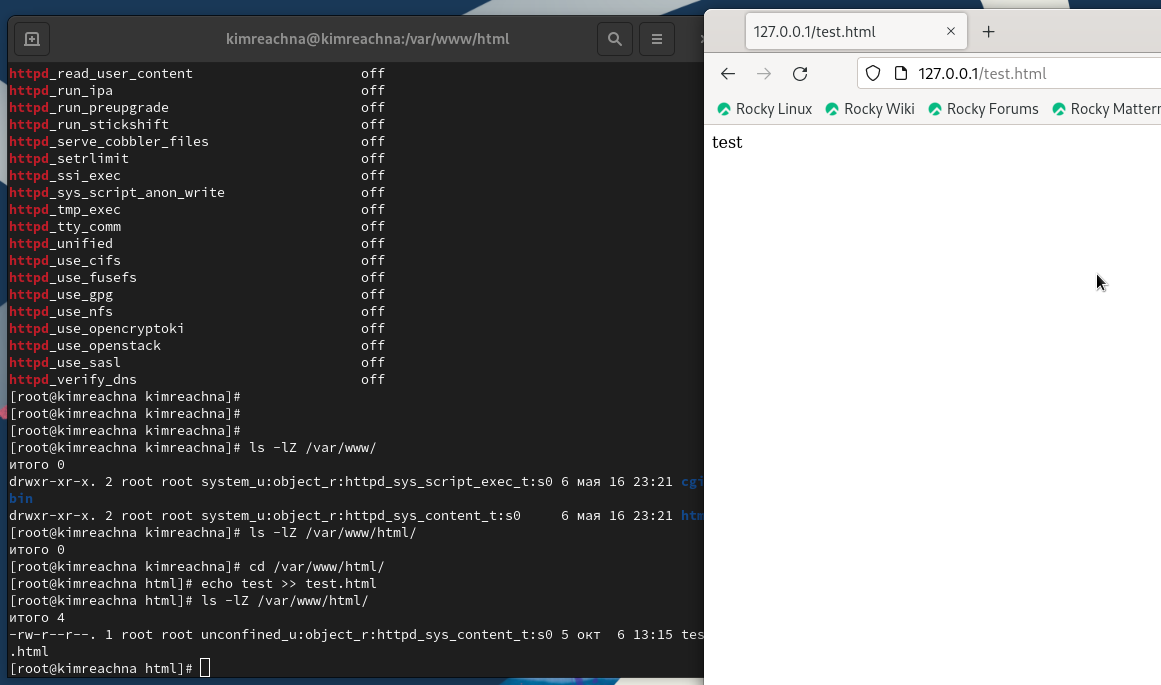 kimreachna@kimreachna:/var/www/html
httpd_read_user_content off
httpd_run_ipa off
httpd_run_preupgrade off
httpd_run_stickshift off
httpd_serve_cobbler_files off
httpd_setrlimit off
httpd_ssi_exec off
httpd_sys_script_anon_write off
httpd_tmp_exec off
httpd_tty_comm off
httpd_unified off
httpd_use_cifs off
httpd_use_fusefs off
httpd_use_gpg off
httpd_use_nfs off
httpd_use_opencryptoki off
httpd_use_openstack off
httpd_use_sasl off
httpd_verify_dns off
[root@kimreachna kimreachna]#
[root@kimreachna kimreachna]#
[root@kimreachna kimreachna]#
[root@kimreachna kimreachna]# ls -lZ /var/www/
итого 0
drwxr-xr-x. 2 root root system_u:object_r:httpd_sys_script_exec_t:s0 6 мая 16 23:21 cgi
bin
drwxr-xr-x. 2 root root system_u:object_r:httpd_sys_content_t:s0 6 мая 16 23:21 htm
[root@kimreachna kimreachna]# ls -lZ /var/www/html/
итого 0
[root@kimreachna kimreachna]# cd /var/www/html/
[root@kimreachna html]# echo test >> test.html
[root@kimreachna html]# ls -lZ /var/www/html/
итого 4
-rw-r--r--. 1 root root unconfined_u:object_r:httpd_sys_content_t:s0 5 окт 6 13:15 tes
.html
[root@kimreachna html]#
127.0.0.1/test.html
127.0.0.1/test.html
Rocky Linux Rocky Wiki Rocky Forums Rocky Mattern
test